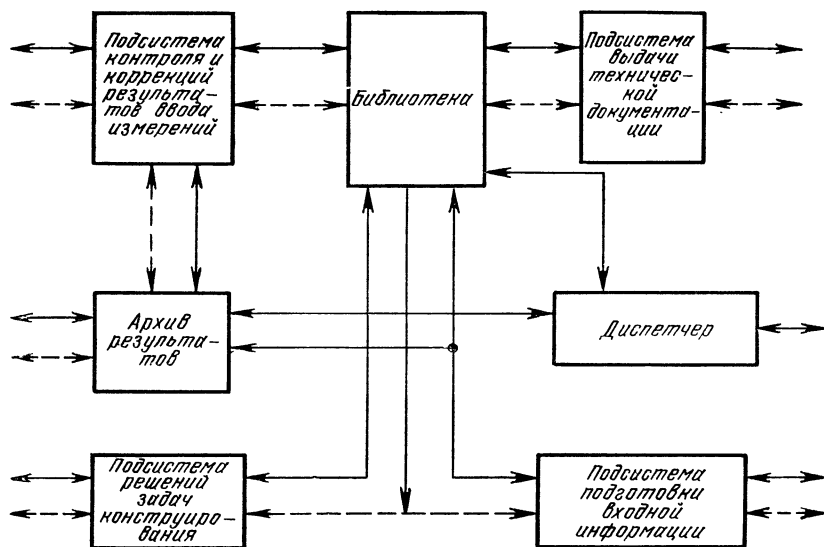 Подсистема
контроля и
коррекций
результа-
тов ввода
измерений
Библиотека
Подсистема
выдачи
техничес-
кой
документа-
ции
Архив
результа-
тов
Диспетчер
Подсистема
решений
задач
конструиро-
вания
Подсистема
подготовки
входной
информации